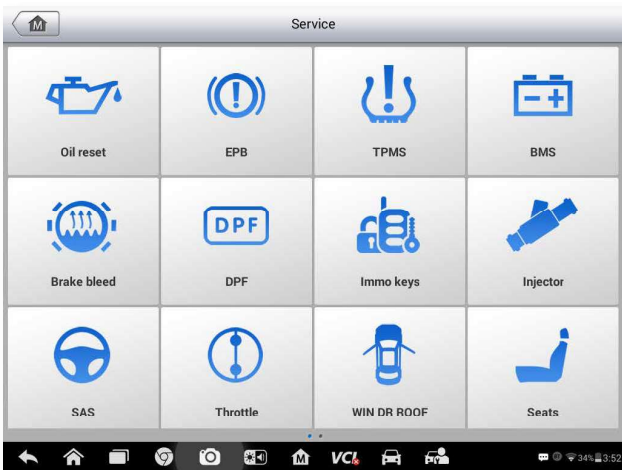 M
Service
Oil reset
EPB
TPMS
BMS
Brake bleed
DPF
DPF
Immo keys
Injector
SAS
Throttle
WIN DR ROOF
Seats
M
VCI
34%
3:52